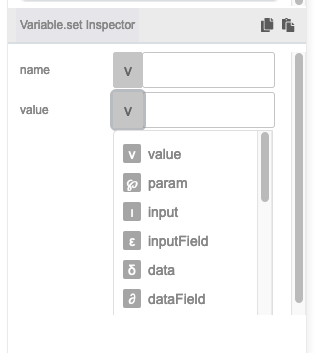 Variable.set Inspector
name v
value v
v value
℘ param
ı input
ε inputField
δ data
∂ dataField